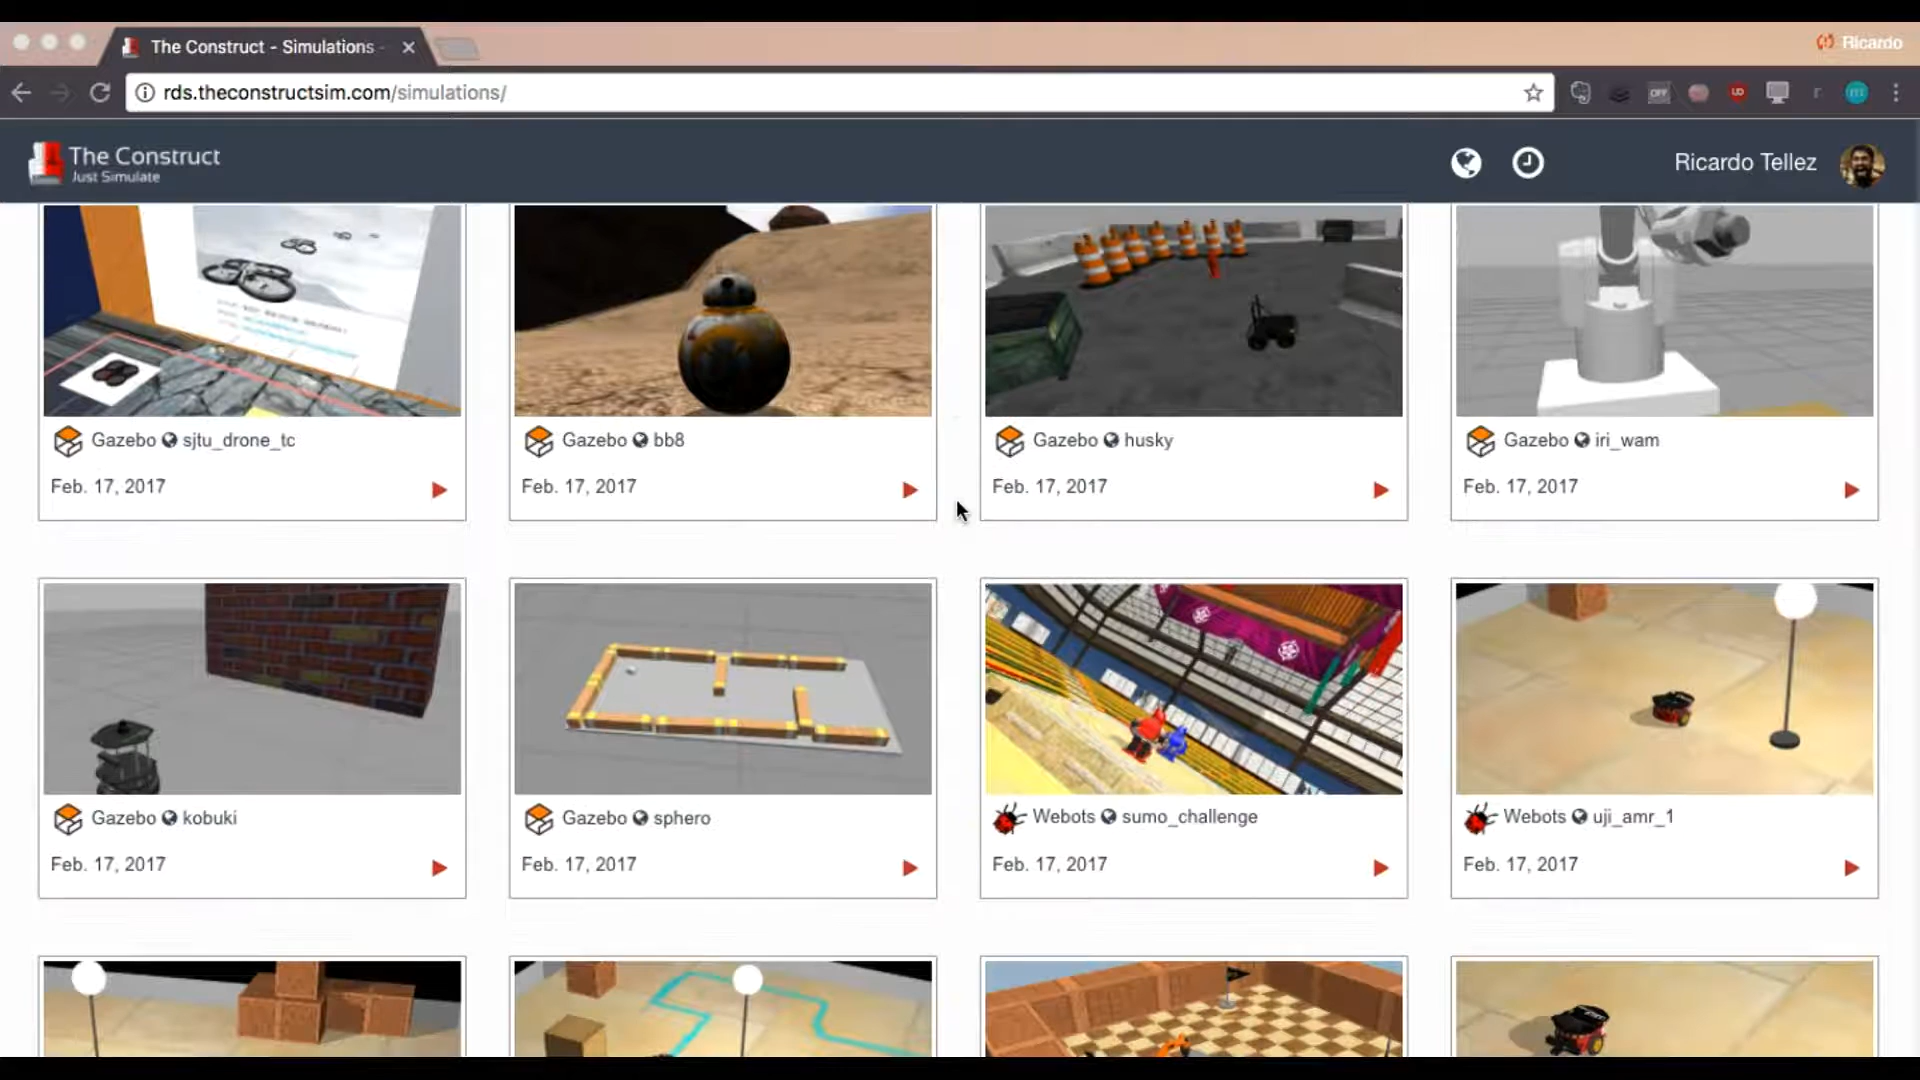 The Construct - Simulations -
Ricardo
rds.theconstructsim.com/simulations/
OFF
The Construct
Just Simulate
Ricardo Tellez
Gazebo sjtu_drone_tc
Feb. 17, 2017
Gazebo bb8
Feb. 17, 2017
Gazebo husky
Feb. 17, 2017
Gazebo iri_wam
Feb. 17, 2017
Gazebo kobuki
Feb. 17, 2017
Gazebo sphero
Feb. 17, 2017
Webots sumo_challenge
Feb. 17, 2017
Webots uji_amr_1
Feb. 17, 2017